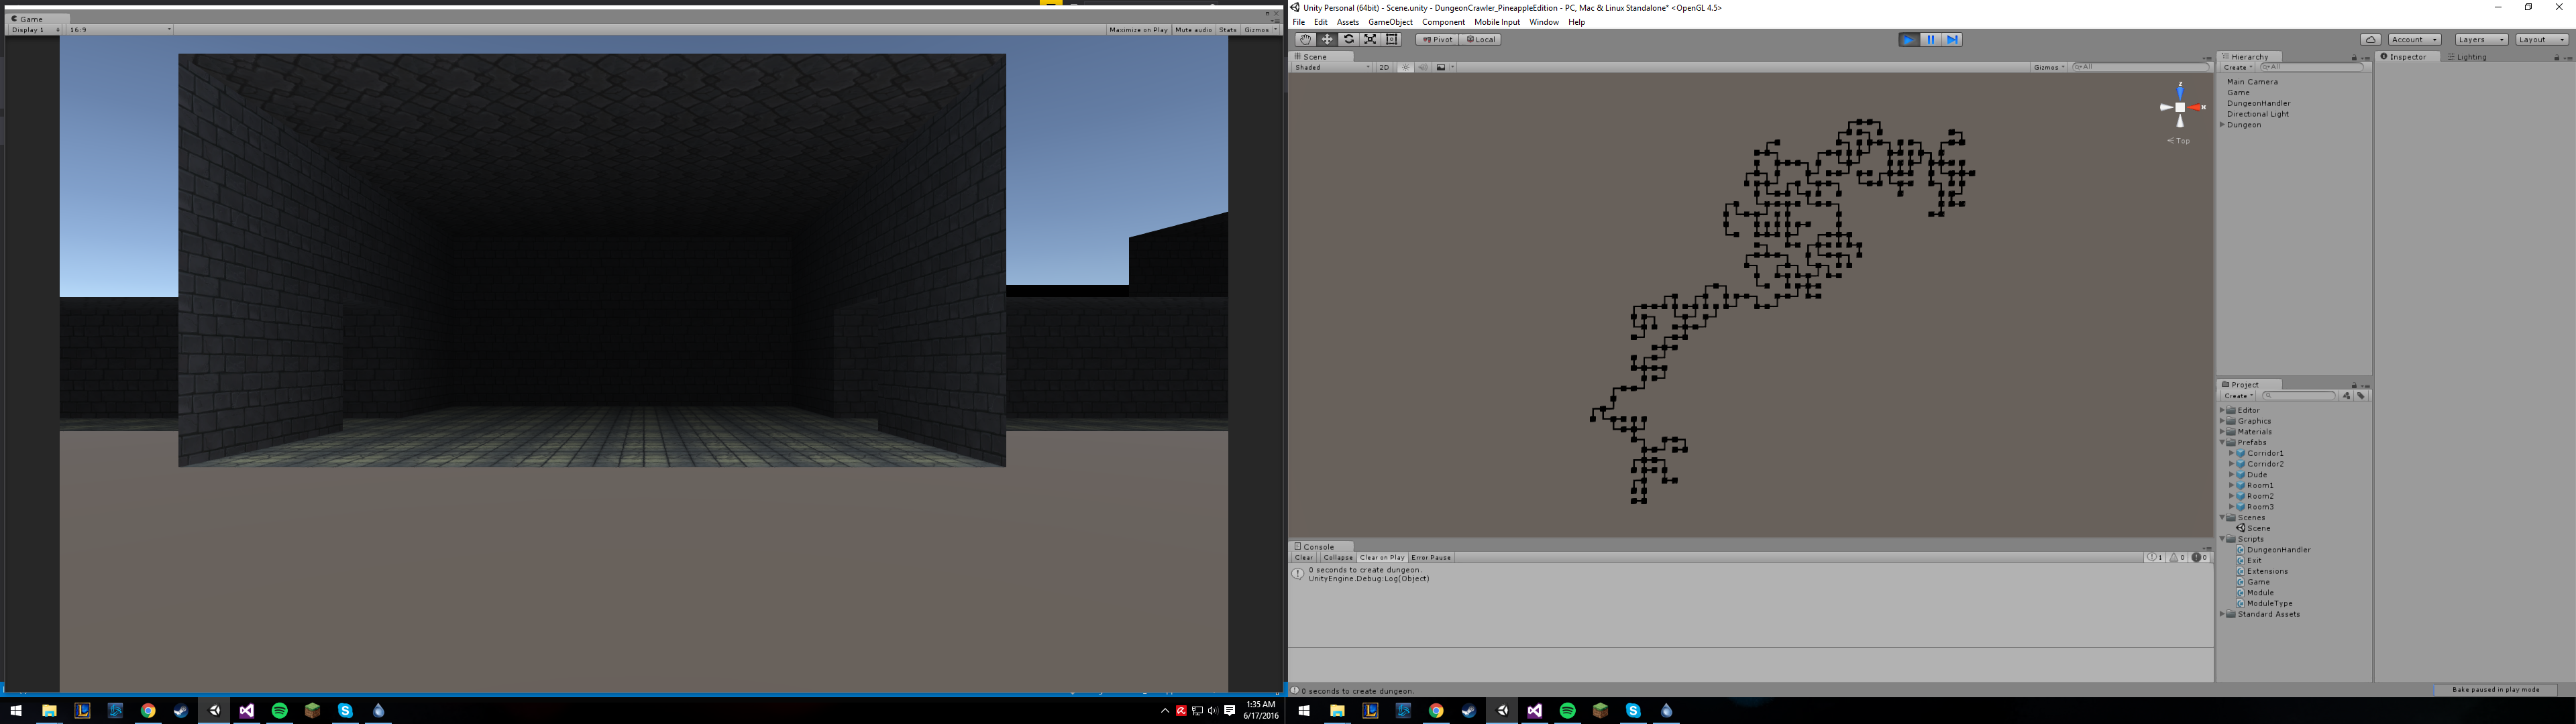 Game
Display 1
16:9
Maximize on Play
Mute audio
Stats
Gizmos
1:35 AM
6/17/2016
Unity Personal (64bit) - Scene.unity - DungeonCrawler_PineappleEdition - PC, Mac & Linux Standalone* <OpenGL 4.5>
File Edit Assets GameObject Component Mobile Input Window Help
Pivot Local
Account Layers Layout
Scene
Shaded 2D
Gizmos All
z
x
Top
Hierarchy
Create All
Main Camera
Game
DungeonHandler
Directional Light
Dungeon
Inspector Lighting
Project
Create
Editor
Graphics
Materials
Prefabs
Corridor1
Corridor2
Dude
Room1
Room2
Room3
Scenes
Scene
Scripts
DungeonHandler
Exit
Extensions
Game
Module
ModuleType
Standard Assets
Console
Clear Collapse Clear on Play Error Pause
1 0 0
0 seconds to create dungeon.
UnityEngine.Debug:Log(Object)
0 seconds to create dungeon.
Bake paused in play mode